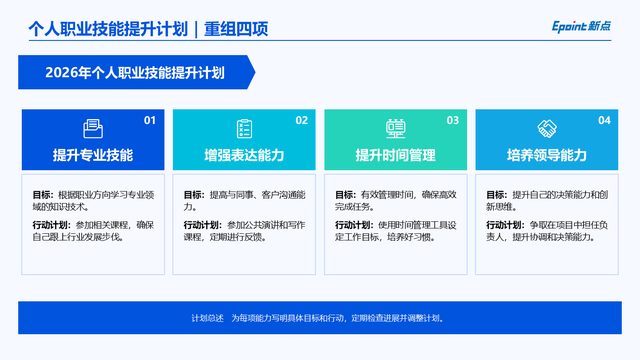 个人职业技能提升计划｜重组四项
Epoint新点
2026年个人职业技能提升计划
01
提升专业技能
目标：根据职业方向学习专业领
域的知识技术。
行动计划：参加相关课程，确保
自己跟上行业发展步伐。
02
增强表达能力
目标：提高与同事、客户沟通能
力。
行动计划：参加公共演讲和写作
课程，定期进行反馈。
03
提升时间管理
目标：有效管理时间，确保高效
完成任务。
行动计划：使用时间管理工具设
定工作目标，培养好习惯。
04
培养领导能力
目标：提升自己的决策能力和创
新思维。
行动计划：争取在项目中担任负
责人，提升协调和决策能力。
计划总述　为每项能力写明具体目标和行动，定期检查进展并调整计划。